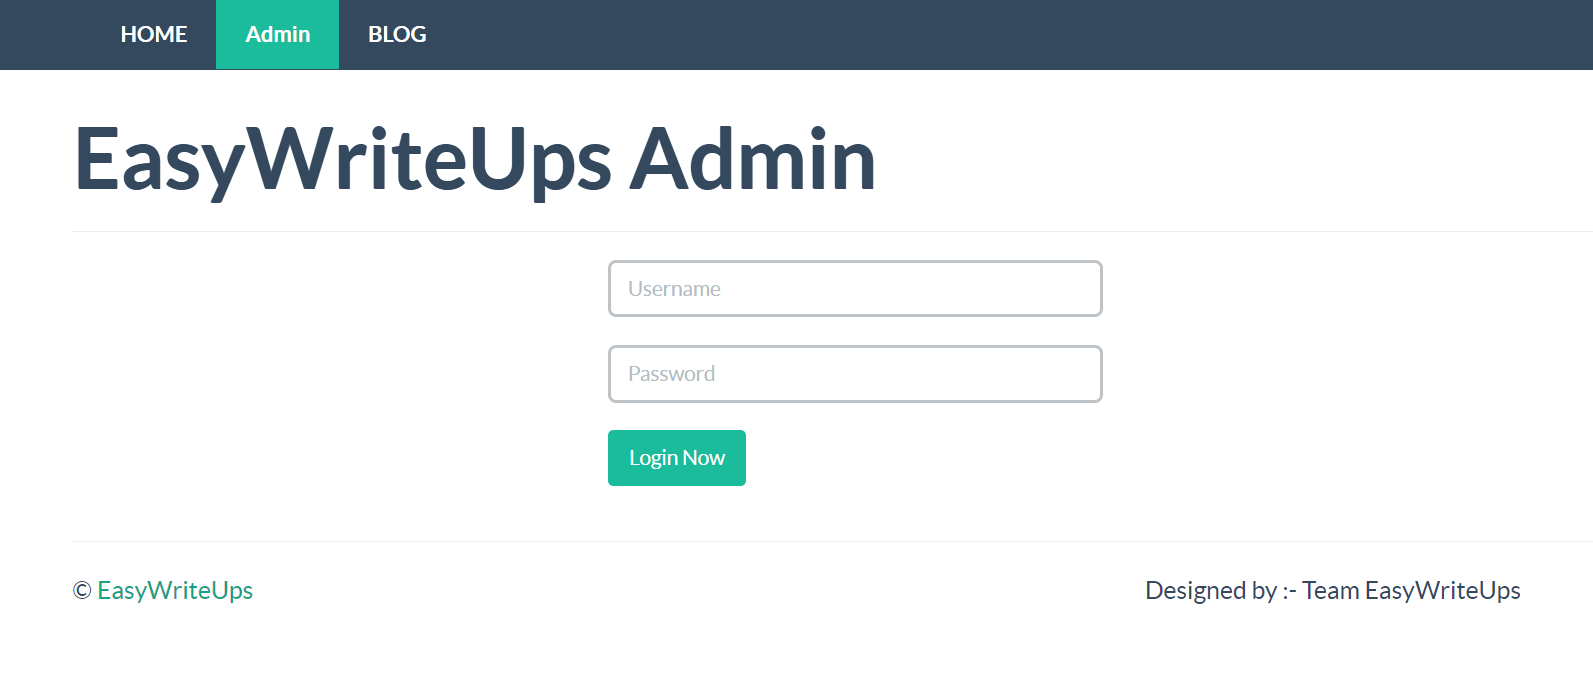 HOME Admin BLOG
EasyWriteUps Admin
Username
Password
Login Now
© EasyWriteUps Designed by :- Team EasyWriteUps